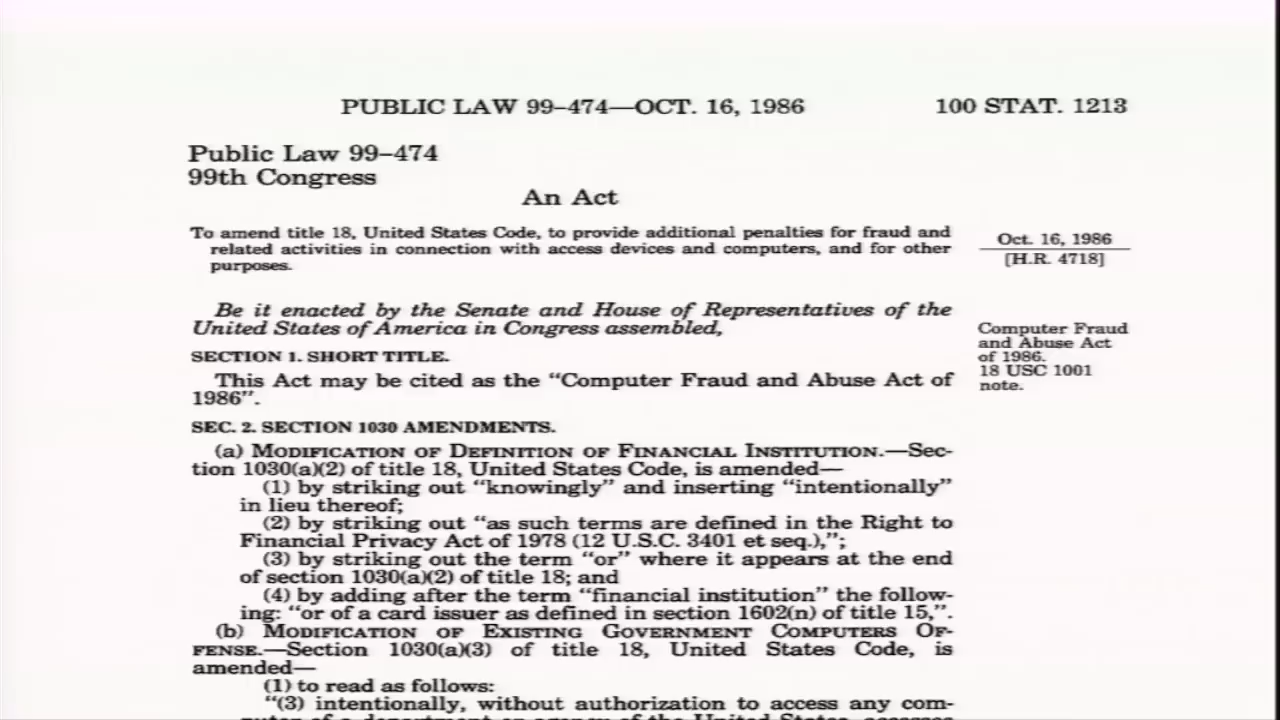 PUBLIC LAW 99–474—OCT. 16, 1986 100 STAT. 1213
Public Law 99–474
99th Congress
An Act
To amend title 18, United States Code, to provide additional penalties for fraud and
related activities in connection with access devices and computers, and for other
purposes.
Oct. 16, 1986
[H.R. 4718]
Be it enacted by the Senate and House of Representatives of the
United States of America in Congress assembled,
Computer Fraud
and Abuse Act
of 1986.
18 USC 1001
note.
SECTION 1. SHORT TITLE.
This Act may be cited as the "Computer Fraud and Abuse Act of
1986".
SEC. 2. SECTION 1030 AMENDMENTS.
(a) MODIFICATION OF DEFINITION OF FINANCIAL INSTITUTION.—Sec-
tion 1030(a)(2) of title 18, United States Code, is amended—
(1) by striking out "knowingly" and inserting "intentionally"
in lieu thereof;
(2) by striking out "as such terms are defined in the Right to
Financial Privacy Act of 1978 (12 U.S.C. 3401 et seq.),";
(3) by striking out the term "or" where it appears at the end
of section 1030(a)(2) of title 18; and
(4) by adding after the term "financial institution" the follow-
ing: "or of a card issuer as defined in section 1602(n) of title 15,".
(b) MODIFICATION OF EXISTING GOVERNMENT COMPUTERS OF-
FENSE.—Section 1030(a)(3) of title 18, United States Code, is
amended—
(1) to read as follows:
"(3) intentionally, without authorization to access any com-
puter of a department or agency of the United States, accesses